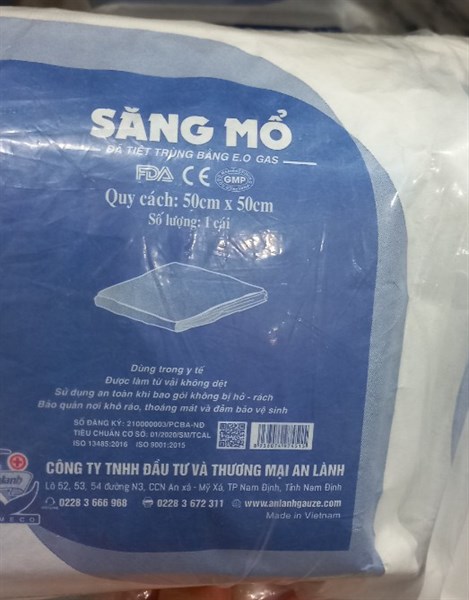 SĂNG MỔ
ĐÃ TIẾT TRÙNG BẰNG E.O GAS
FDA CE GMP
Quy cách: 50cm x 50cm
Số lượng: 1 cái
Dùng trong y tế
Được làm từ vải không dệt
Sử dụng an toàn khi bao gói không bị hở - rách
Bảo quản nơi khô ráo, thoáng mát và đảm bảo vệ sinh
SỐ ĐĂNG KÝ: 210000003/PCBA-NĐ
TIÊU CHUẨN CƠ SỞ: 01/2020/SM/TCAL
ISO 13485:2016 ISO 9001:2015
CÔNG TY TNHH ĐẦU TƯ VÀ THƯƠNG MẠI AN LÀNH
Lô 52, 53, 54 đường N3, CCN An xá - Mỹ Xá, TP Nam Định, Tỉnh Nam Định
0228 3 666 968 0228 3 672 311 www.anlanhgauze.com
Made in Vietnam